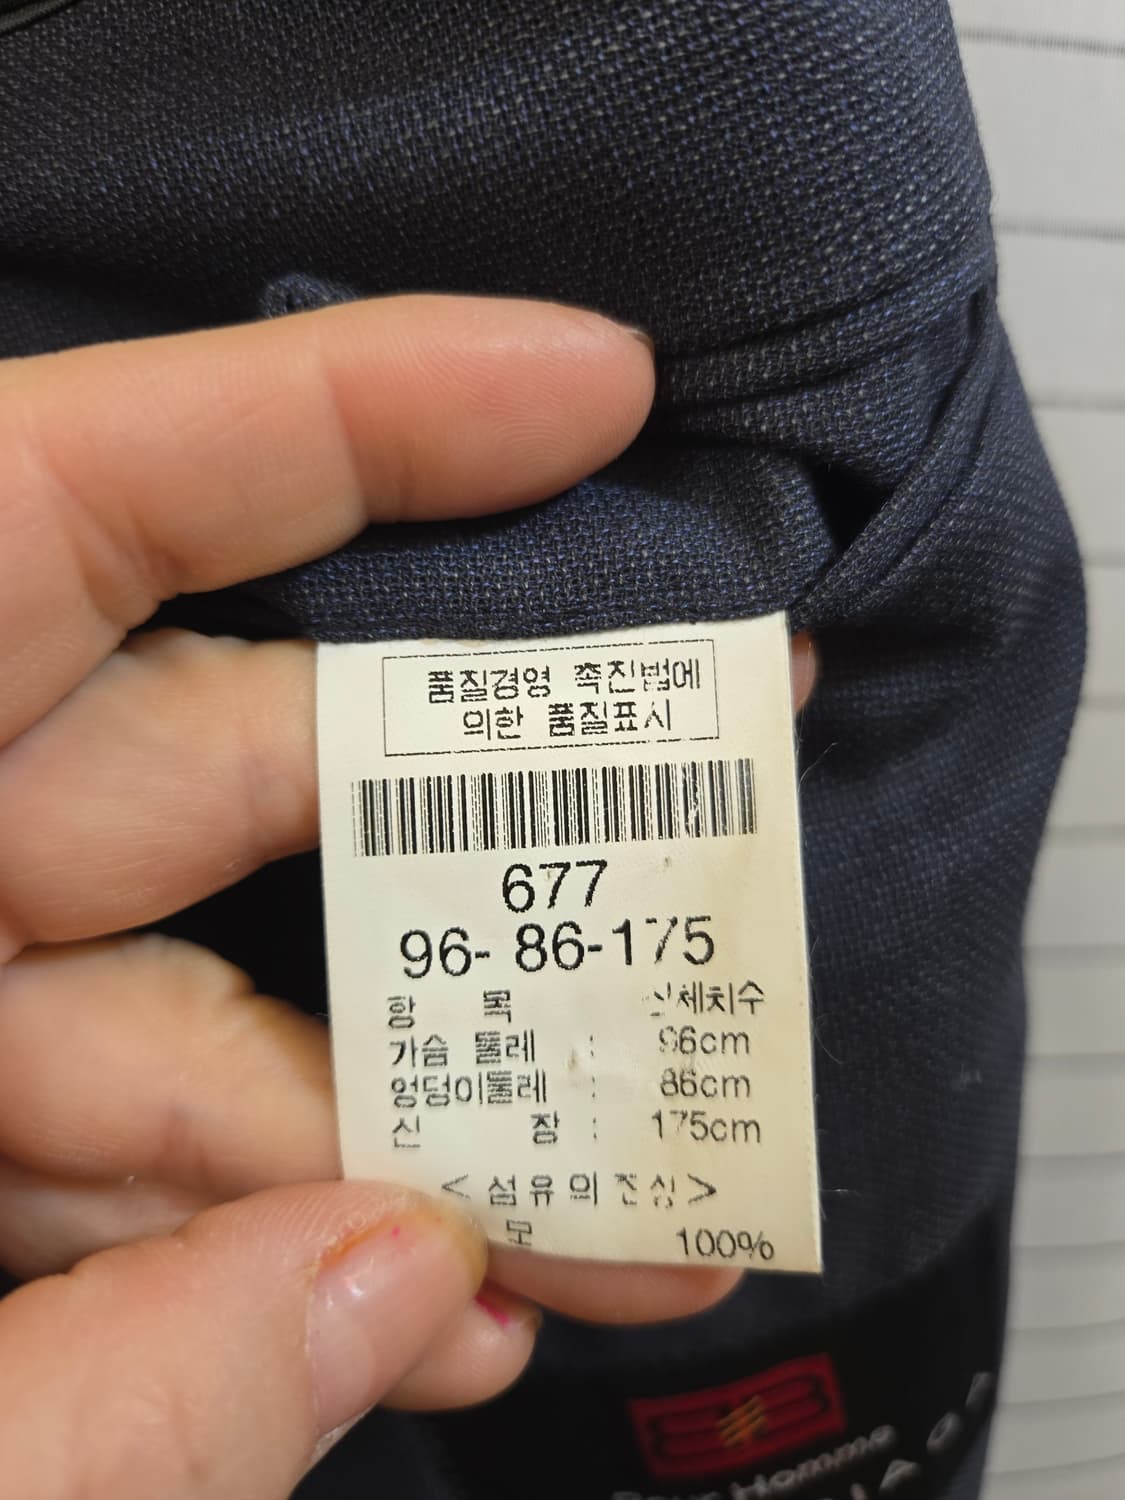 품질경영 촉진법에
의한 품질표시
677
96- 86-175
항 목 신체치수
가슴 둘레 : 96cm
엉덩이둘레 : 86cm
신 장 : 175cm
< 섬유의 >
모 100%
Pour Homme